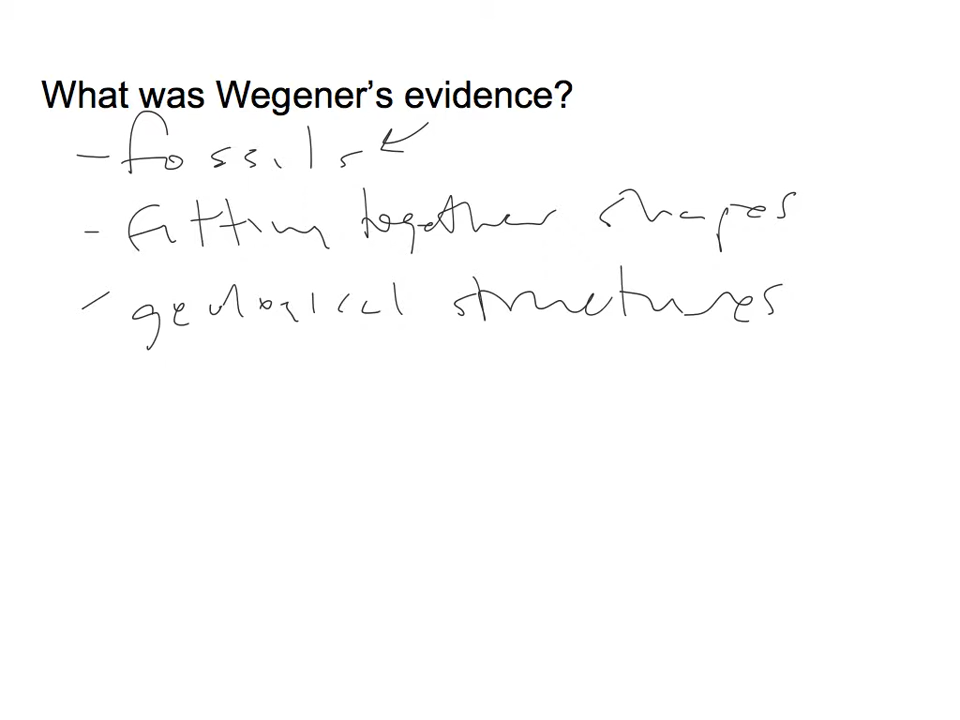 What was Wegener's evidence?
- fossils
- fitting together shapes
- geological structures